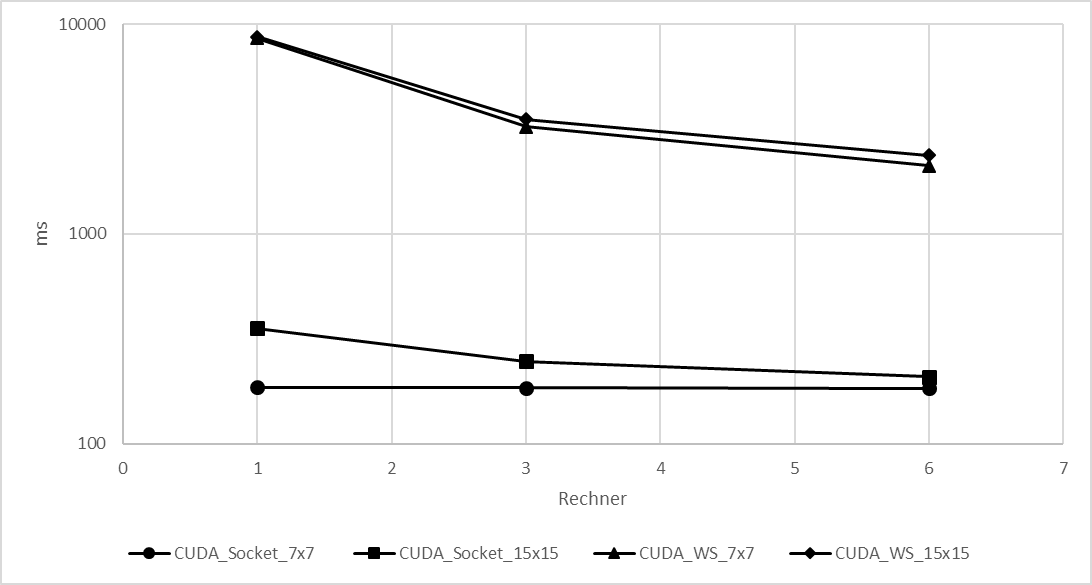 10000
1000
100
ms
0 1 2 3 4 5 6 7
Rechner
CUDA_Socket_7x7 CUDA_Socket_15x15 CUDA_WS_7x7 CUDA_WS_15x15